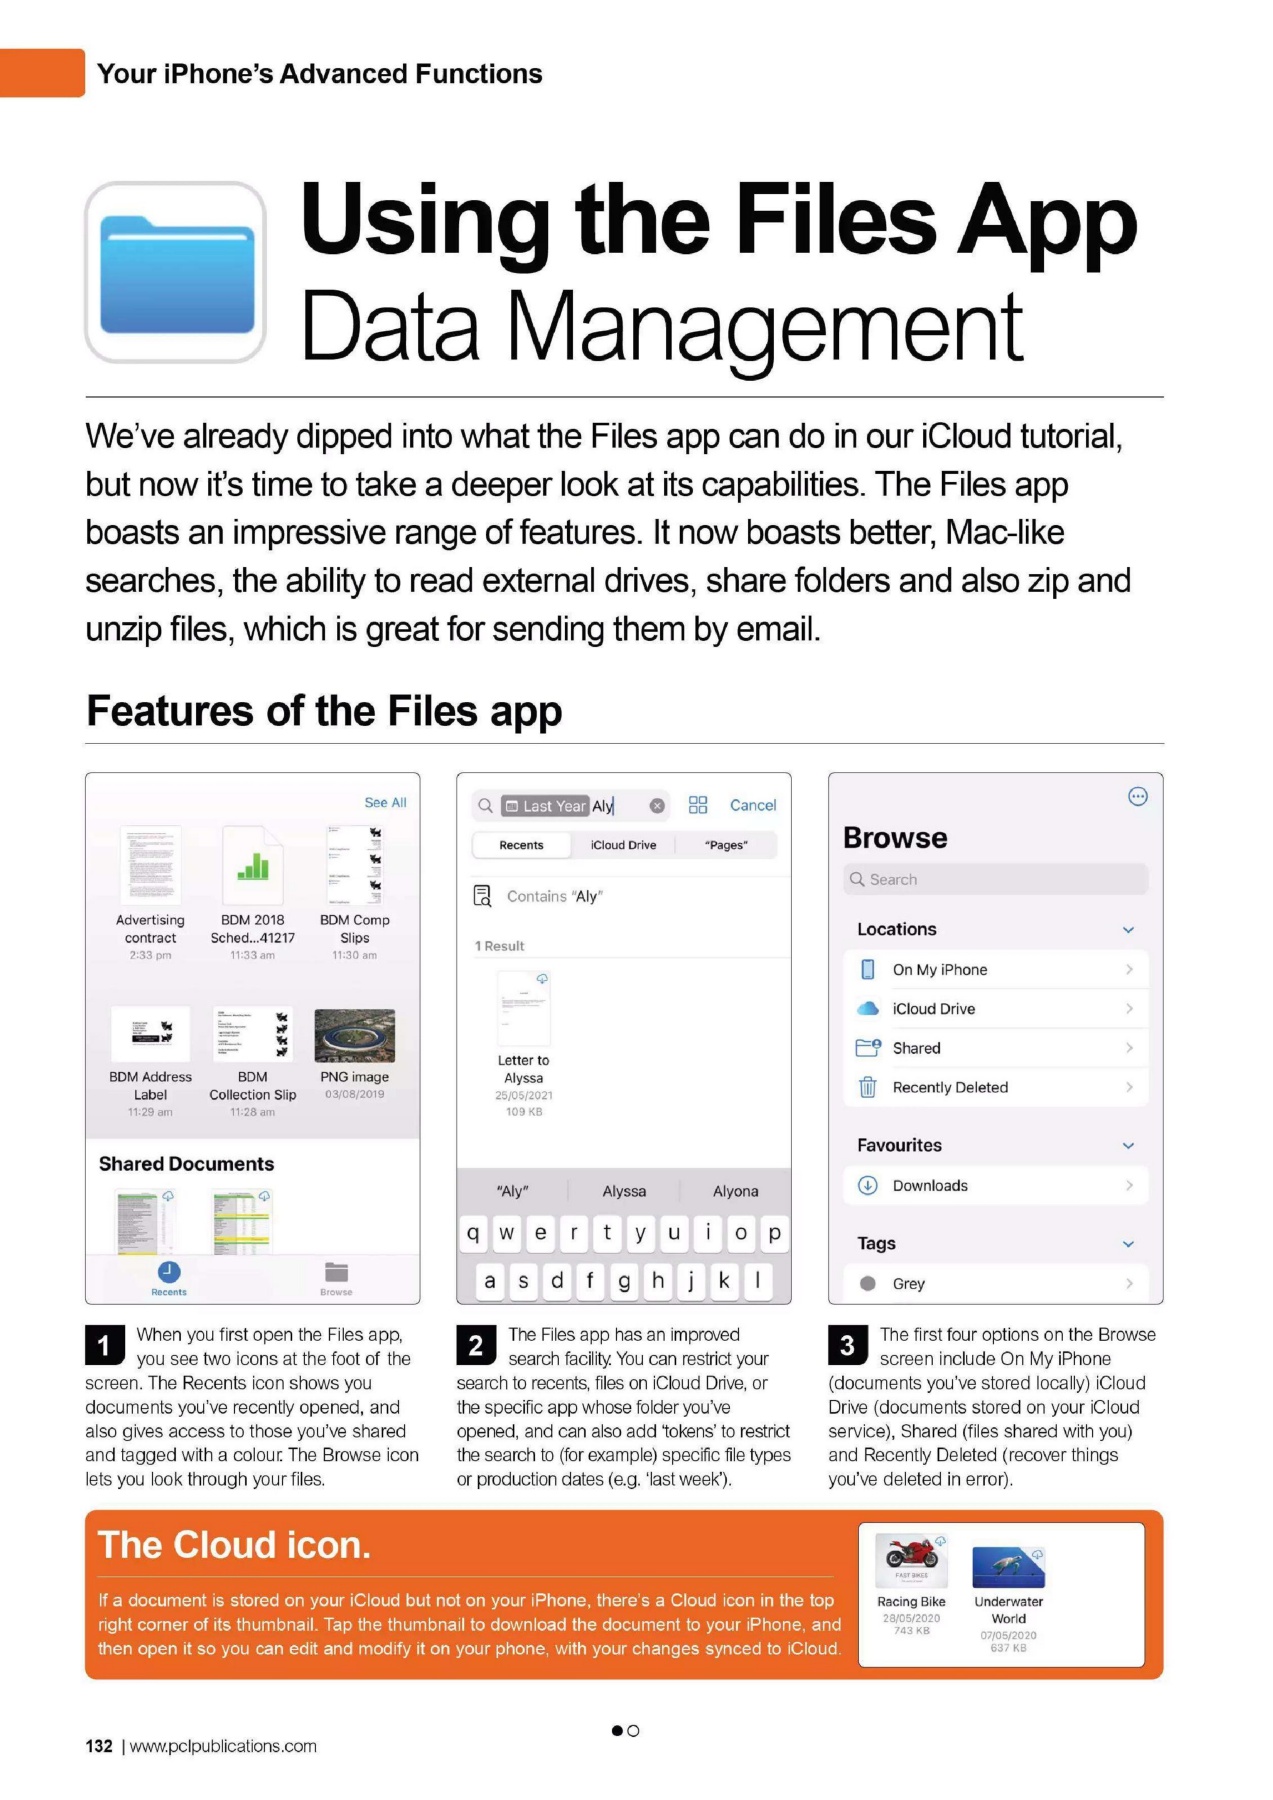 Your iPhone's Advanced Functions
Using the Files App
Data Management
We've already dipped into what the Files app can do in our iCloud tutorial,
but now it's time to take a deeper look at its capabilities. The Files app
boasts an impressive range of features. It now boasts better, Mac-like
searches, the ability to read external drives, share folders and also zip and
unzip files, which is great for sending them by email.
Features of the Files app
See All
Advertising
contract
2:33 pm
BDM 2018
Sched...41217
11:33 am
BDM Comp
Slips
11:30 am
BDM Address
Label
11:29 am
BDM
Collection Slip
11:28 am
PNG image
03/08/2019
Shared Documents
Recents
Browse
Last Year Aly
Cancel
Recents
iCloud Drive
"Pages"
Contains "Aly"
1 Result
Letter to
Alyssa
25/05/2021
109 KB
"Aly"
Alyssa
Alyona
q w e r t y u i o p
a s d f g h j k l
Browse
Search
Locations
On My iPhone
iCloud Drive
Shared
Recently Deleted
Favourites
Downloads
Tags
Grey
1 When you first open the Files app,
you see two icons at the foot of the
screen. The Recents icon shows you
documents you've recently opened, and
also gives access to those you've shared
and tagged with a colour. The Browse icon
lets you look through your files.
2 The Files app has an improved
search facility. You can restrict your
search to recents, files on iCloud Drive, or
the specific app whose folder you've
opened, and can also add 'tokens' to restrict
the search to (for example) specific file types
or production dates (e.g. 'last week').
3 The first four options on the Browse
screen include On My iPhone
(documents you've stored locally) iCloud
Drive (documents stored on your iCloud
service), Shared (files shared with you)
and Recently Deleted (recover things
you've deleted in error).
The Cloud icon.
If a document is stored on your iCloud but not on your iPhone, there's a Cloud icon in the top
right corner of its thumbnail. Tap the thumbnail to download the document to your iPhone, and
then open it so you can edit and modify it on your phone, with your changes synced to iCloud.
FAST BIKES
Racing Bike
28/05/2020
743 KB
Underwater
World
07/05/2020
637 KB
132 | www.pclpublications.com